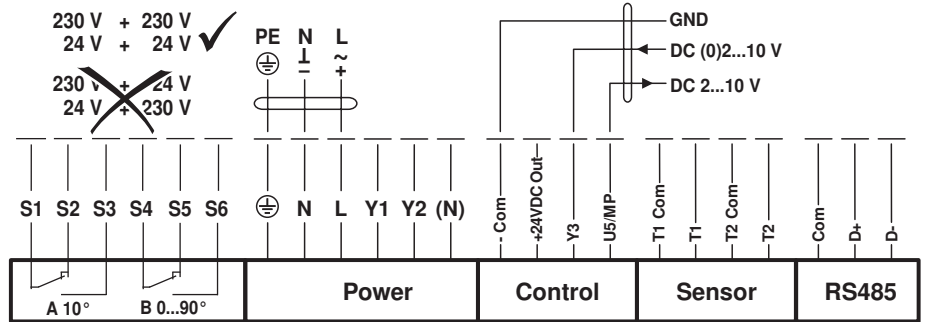 230 V + 230 V
24 V + 24 V
230 V + 24 V
24 V + 230 V
PE N L
⊥ ~
− +
GND
DC (0)2...10 V
DC 2...10 V
S1 S2 S3 S4 S5 S6
N L Y1 Y2 (N)
- Com
+24VDC Out
Y3
U5/MP
T1 Com
T1
T2 Com
T2
Com
D+
D-
A 10°
B 0...90°
Power
Control
Sensor
RS485